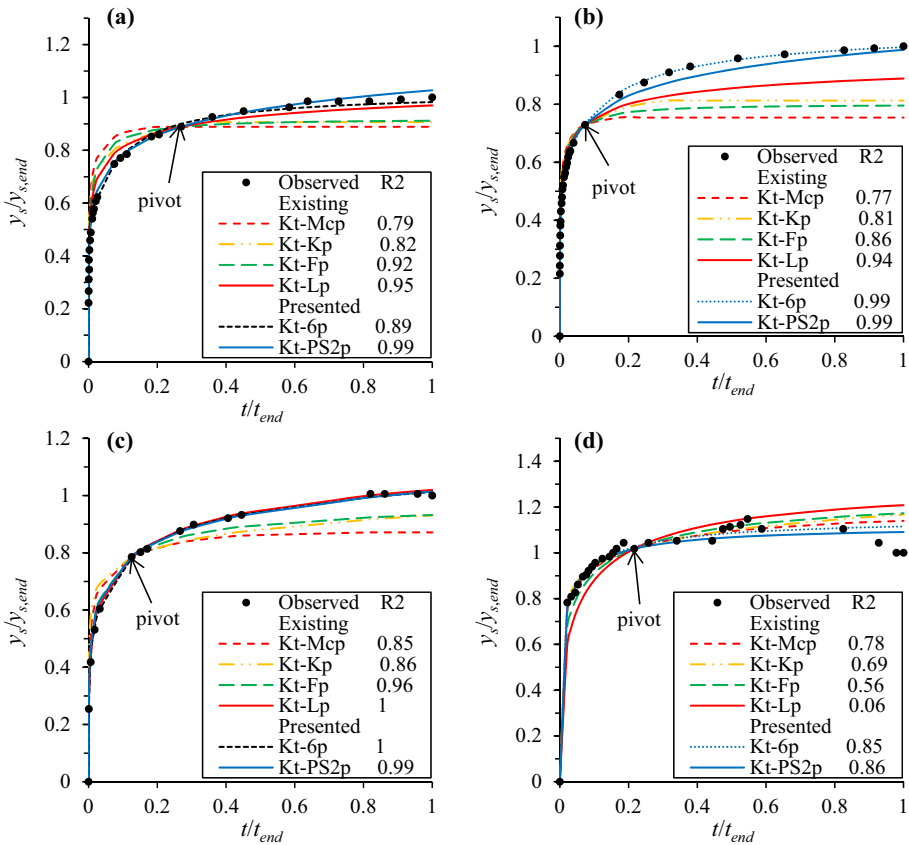 (a)
1.2
1.0
0.8
0.6
0.4
0.2
0
0 0.2 0.4 0.6 0.8 1
y_s/y_s,end
t/t_end
pivot
Observed R2
Existing
Kt-Mcp 0.79
Kt-Kp 0.82
Kt-Fp 0.92
Kt-Lp 0.95
Presented
Kt-6p 0.89
Kt-PS2p 0.99
(b)
1
0.8
0.6
0.4
0.2
0
0 0.2 0.4 0.6 0.8 1
y_s/y_s,end
t/t_end
pivot
Observed R2
Existing
Kt-Mcp 0.77
Kt-Kp 0.81
Kt-Fp 0.86
Kt-Lp 0.94
Presented
Kt-6p 0.99
Kt-PS2p 0.99
(c)
1.2
1
0.8
0.6
0.4
0.2
0
0 0.2 0.4 0.6 0.8 1
y_s/y_s,end
t/t_end
pivot
Observed R2
Existing
Kt-Mcp 0.85
Kt-Kp 0.86
Kt-Fp 0.96
Kt-Lp 1
Presented
Kt-6p 1
Kt-PS2p 0.99
(d)
1.4
1.2
1
0.8
0.6
0.4
0.2
0
0 0.2 0.4 0.6 0.8 1
y_s/y_s,end
t/t_end
pivot
Observed R2
Existing
Kt-Mcp 0.78
Kt-Kp 0.69
Kt-Fp 0.56
Kt-Lp 0.06
Presented
Kt-6p 0.85
Kt-PS2p 0.86